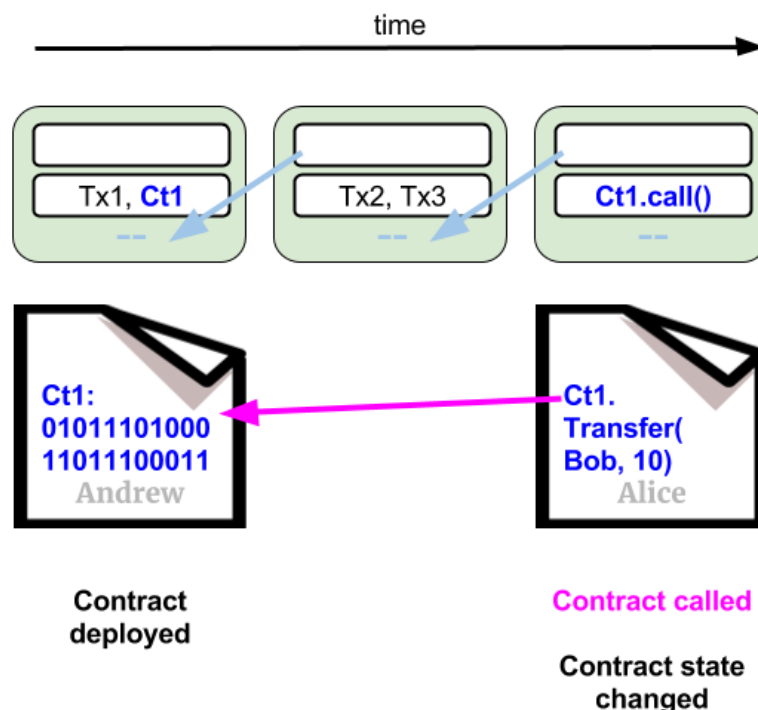 time
Tx1, Ct1
Tx2, Tx3
Ct1.call()
--
--
--
Ct1:
01011101000
11011100011
Andrew
Ct1.
Transfer(
Bob, 10)
Alice
Contract
deployed
Contract called
Contract state
changed